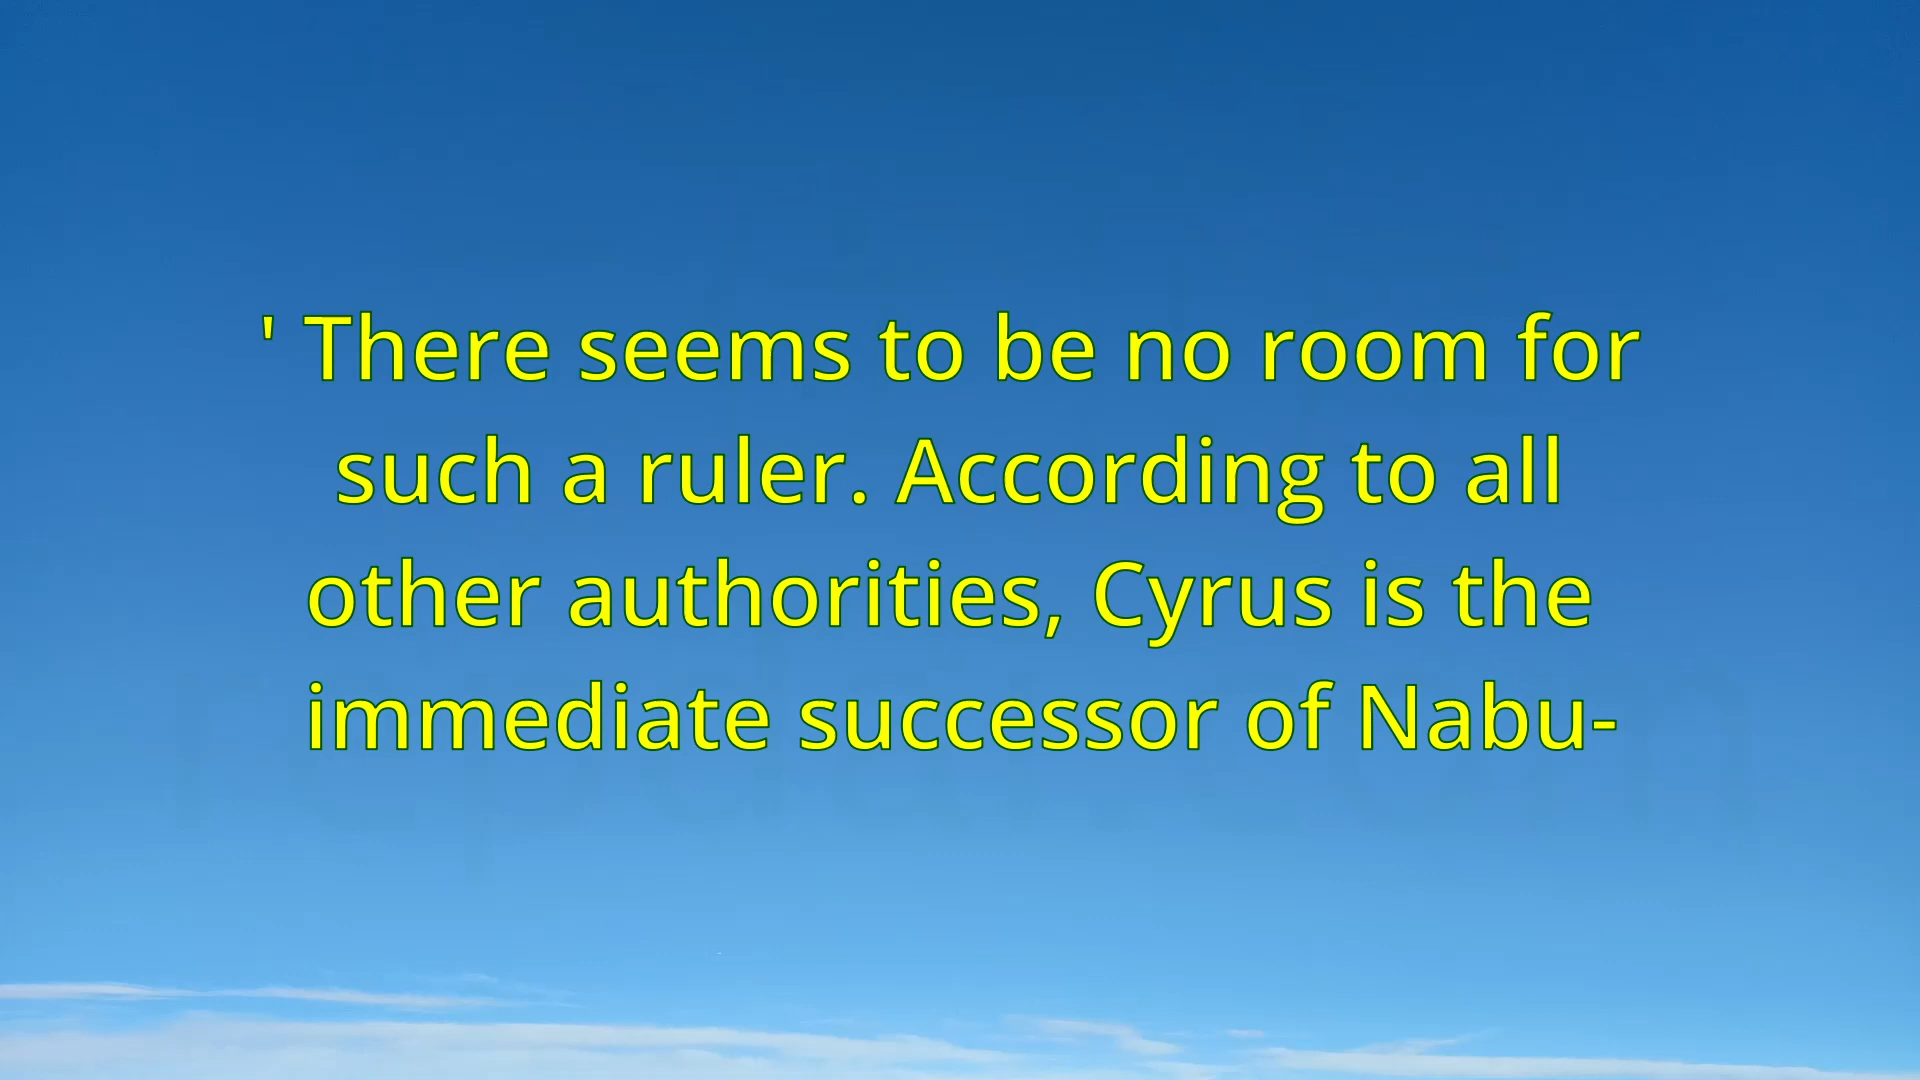 ' There seems to be no room for
such a ruler. According to all
other authorities, Cyrus is the
immediate successor of Nabu-